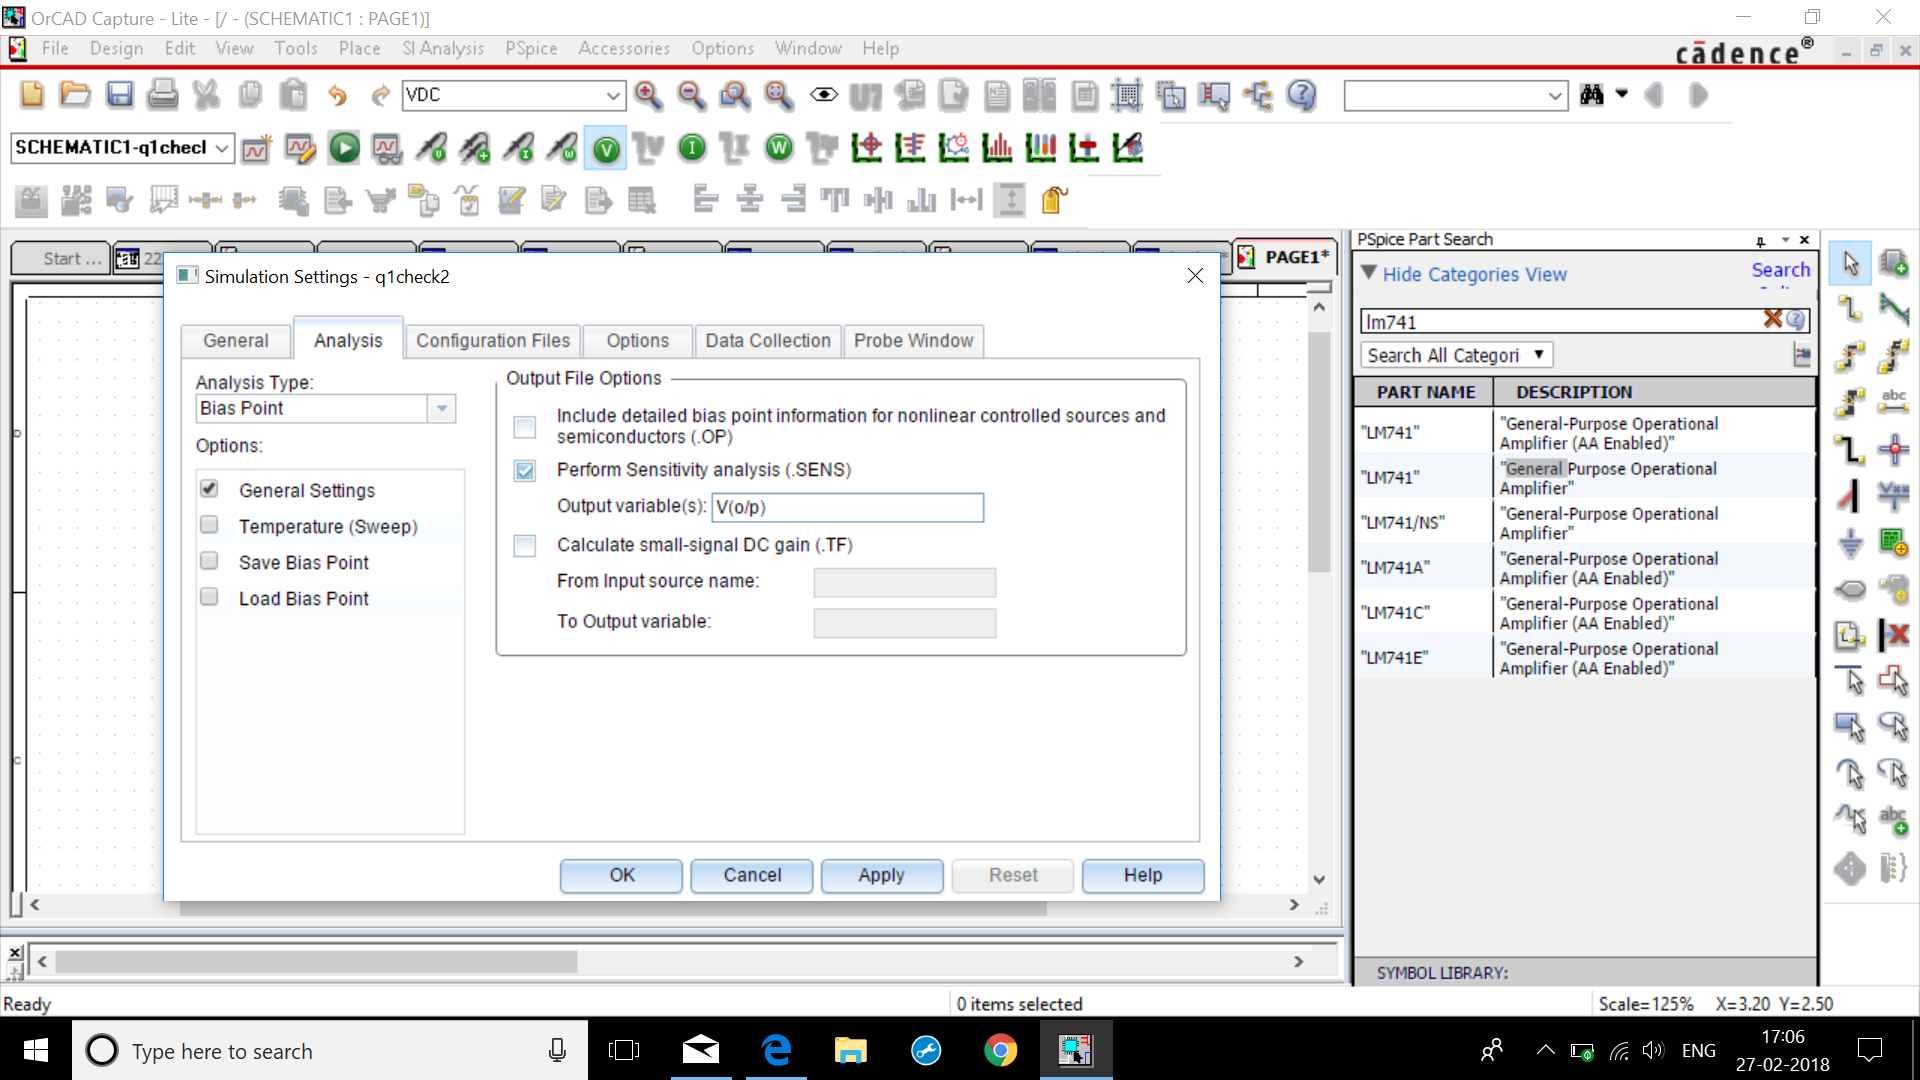 OrCAD Capture - Lite - [/ - (SCHEMATIC1 : PAGE1)]
File Design Edit View Tools Place SI Analysis PSpice Accessories Options Window Help
cādence®
VDC
U7
SCHEMATIC1-q1checl
V I W
Start ... 22 PAGE1*
Simulation Settings - q1check2
General Analysis Configuration Files Options Data Collection Probe Window
Analysis Type:
Bias Point
Options:
General Settings
Temperature (Sweep)
Save Bias Point
Load Bias Point
Output File Options
Include detailed bias point information for nonlinear controlled sources and
semiconductors (.OP)
Perform Sensitivity analysis (.SENS)
Output variable(s): V(o/p)
Calculate small-signal DC gain (.TF)
From Input source name:
To Output variable:
OK Cancel Apply Reset Help
D
C
PSpice Part Search
Hide Categories View Search
lm741
Search All Categori
PART NAME DESCRIPTION
"LM741" "General-Purpose Operational
Amplifier (AA Enabled)"
"LM741" "General Purpose Operational
Amplifier"
"LM741/NS" "General-Purpose Operational
Amplifier"
"LM741A" "General-Purpose Operational
Amplifier (AA Enabled)"
"LM741C" "General-Purpose Operational
Amplifier (AA Enabled)"
"LM741E" "General-Purpose Operational
Amplifier (AA Enabled)"
SYMBOL LIBRARY:
abc
abc
Ready 0 items selected Scale=125% X=3.20 Y=2.50
Type here to search
ENG
17:06
27-02-2018